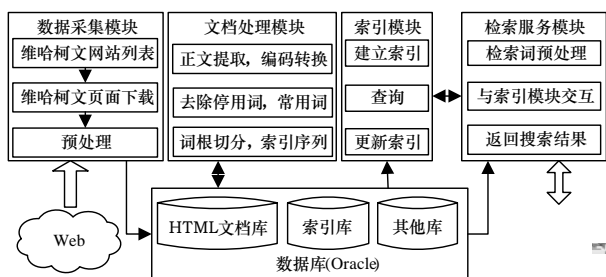 数据采集模块
维哈柯文网站列表
维哈柯文页面下载
预处理
文档处理模块
正文提取，编码转换
去除停用词，常用词
词根切分，索引序列
索引模块
建立索引
查询
更新索引
检索服务模块
检索词预处理
与索引模块交互
返回搜索结果
Web
HTML文档库
索引库
其他库
数据库(Oracle)